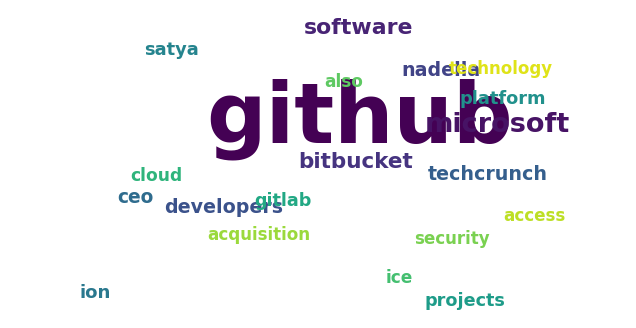 software
satya
nadella
technology
also
platform
github
microsoft
bitbucket
techcrunch
cloud
ceo
developers
gitlab
access
acquisition
security
ice
ion
projects